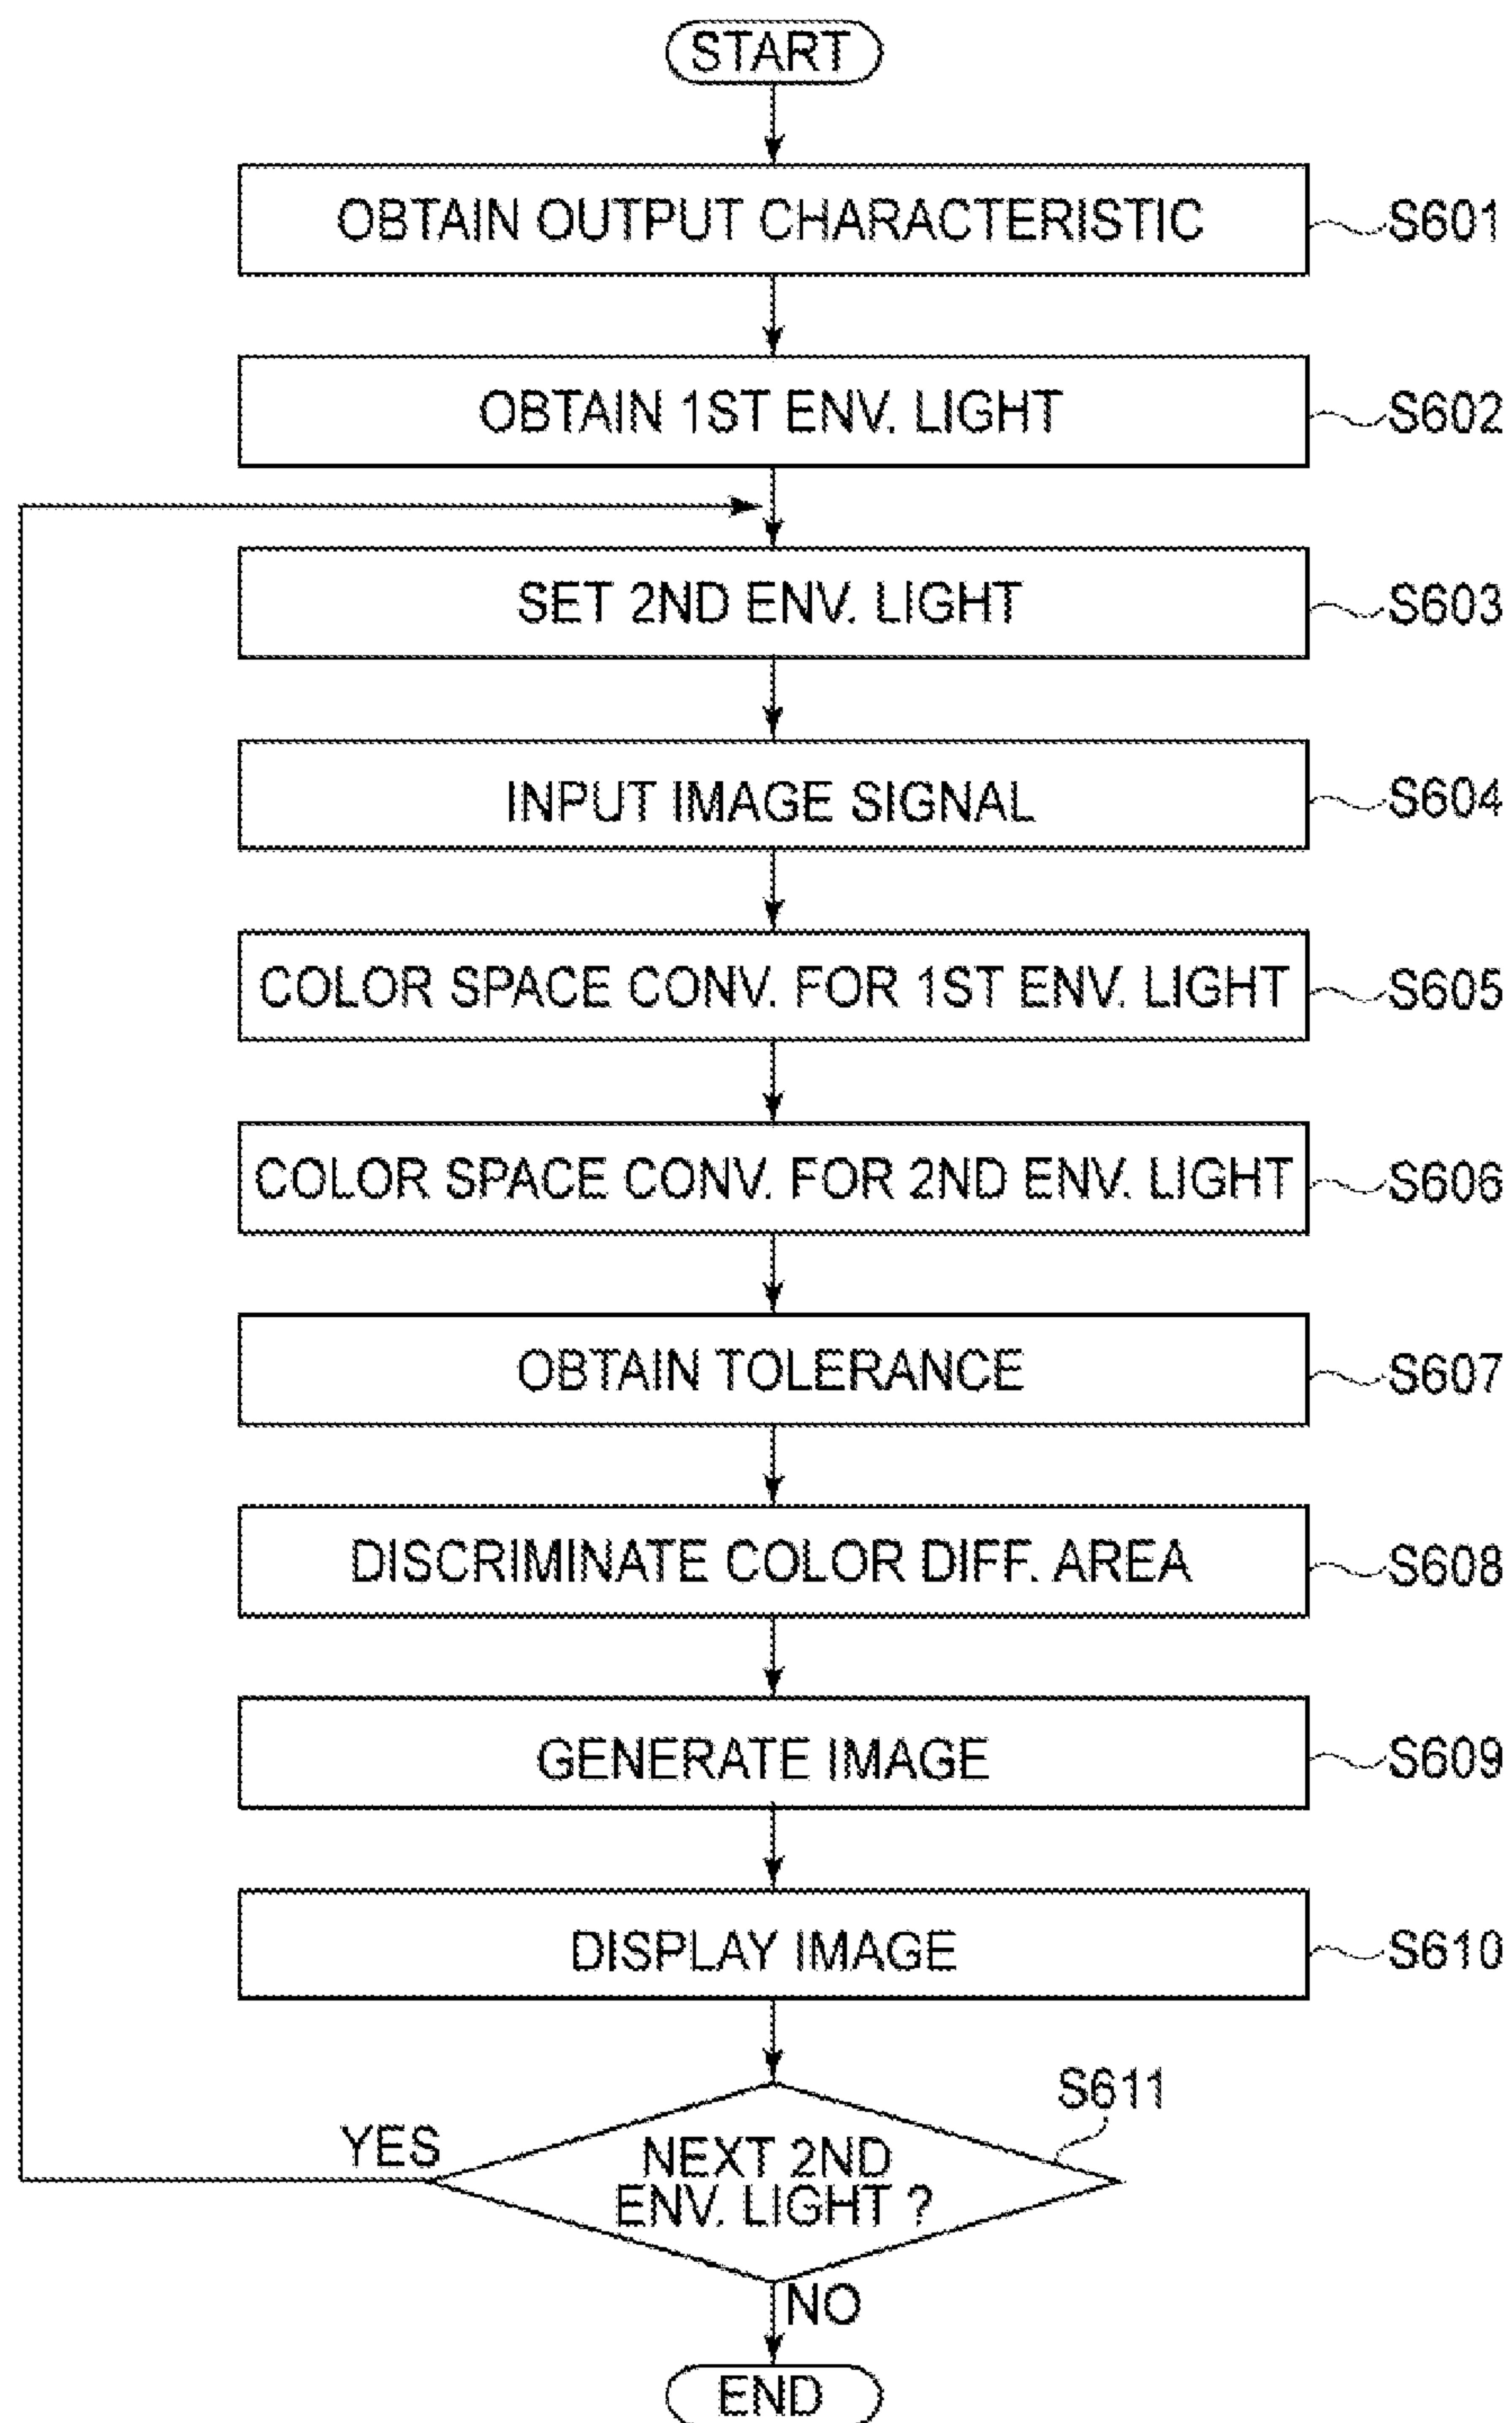 START
OBTAIN OUTPUT CHARACTERISTIC
S601
OBTAIN 1ST ENV. LIGHT
S602
SET 2ND ENV. LIGHT
S603
INPUT IMAGE SIGNAL
S604
COLOR SPACE CONV. FOR 1ST ENV. LIGHT
S605
COLOR SPACE CONV. FOR 2ND ENV. LIGHT
S606
OBTAIN TOLERANCE
S607
DISCRIMINATE COLOR DIFF. AREA
S608
GENERATE IMAGE
S609
DISPLAY IMAGE
S610
S611
YES
NEXT 2ND
ENV. LIGHT ?
NO
END